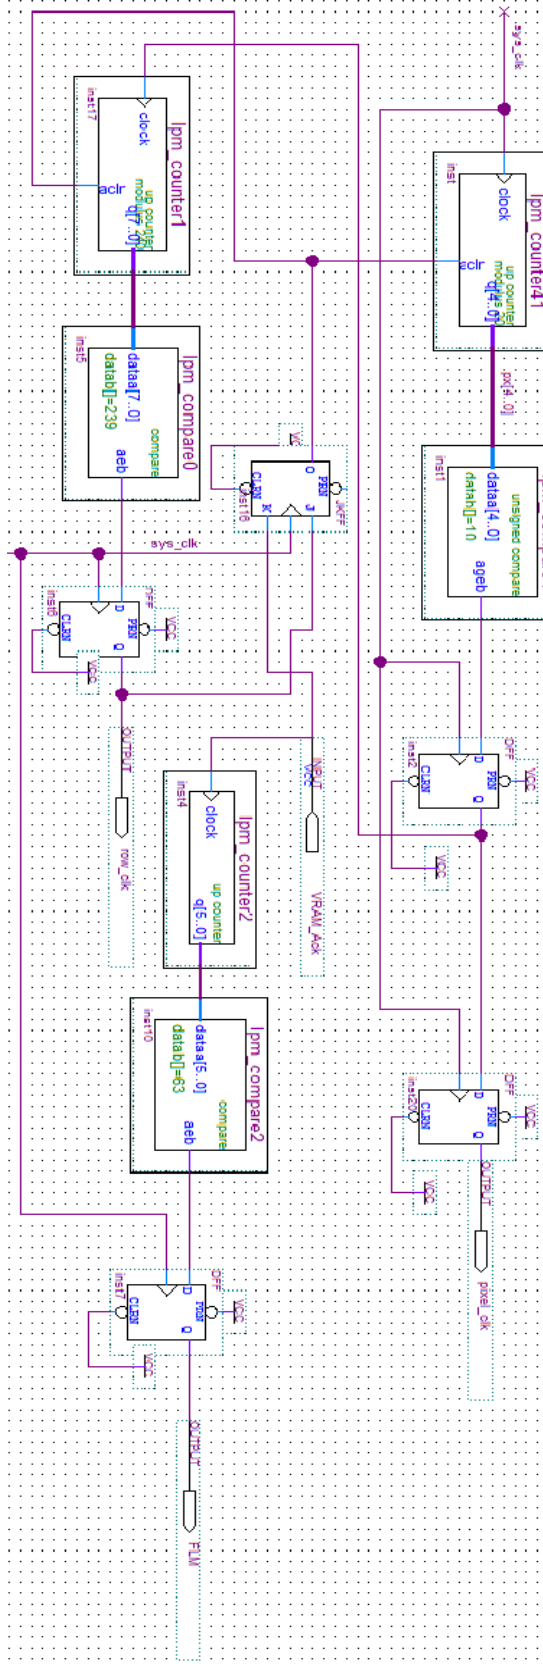 sys_clk
lpm_counter41
inst
clock
aclr
up counter
q[4..0]
px[4..0]
inst1
unsigned compare
dataa[4..0]
datab[]=10
ageb
DFF
inst2
D
PRN
Q
CLRN
VCC
VCC
DFF
inst20
D
PRN
Q
CLRN
VCC
VCC
OUTPUT
pixel_clk
lpm_counter1
inst17
clock
aclr
up counter
q[7..0]
lpm_compare0
inst5
compare
dataa[7..0]
datab[]=239
aeb
JKFF
inst16
J
PRN
K
CLRN
Q
sys_clk
DFF
inst6
D
PRN
Q
CLRN
VCC
VCC
OUTPUT
row_clk
INPUT
VCC
VRAM_Ack
lpm_counter2
inst4
clock
up counter
q[5..0]
lpm_compare2
inst10
compare
dataa[5..0]
datab[]=63
aeb
DFF
inst7
D
PRN
Q
CLRN
VCC
VCC
OUTPUT
FLM